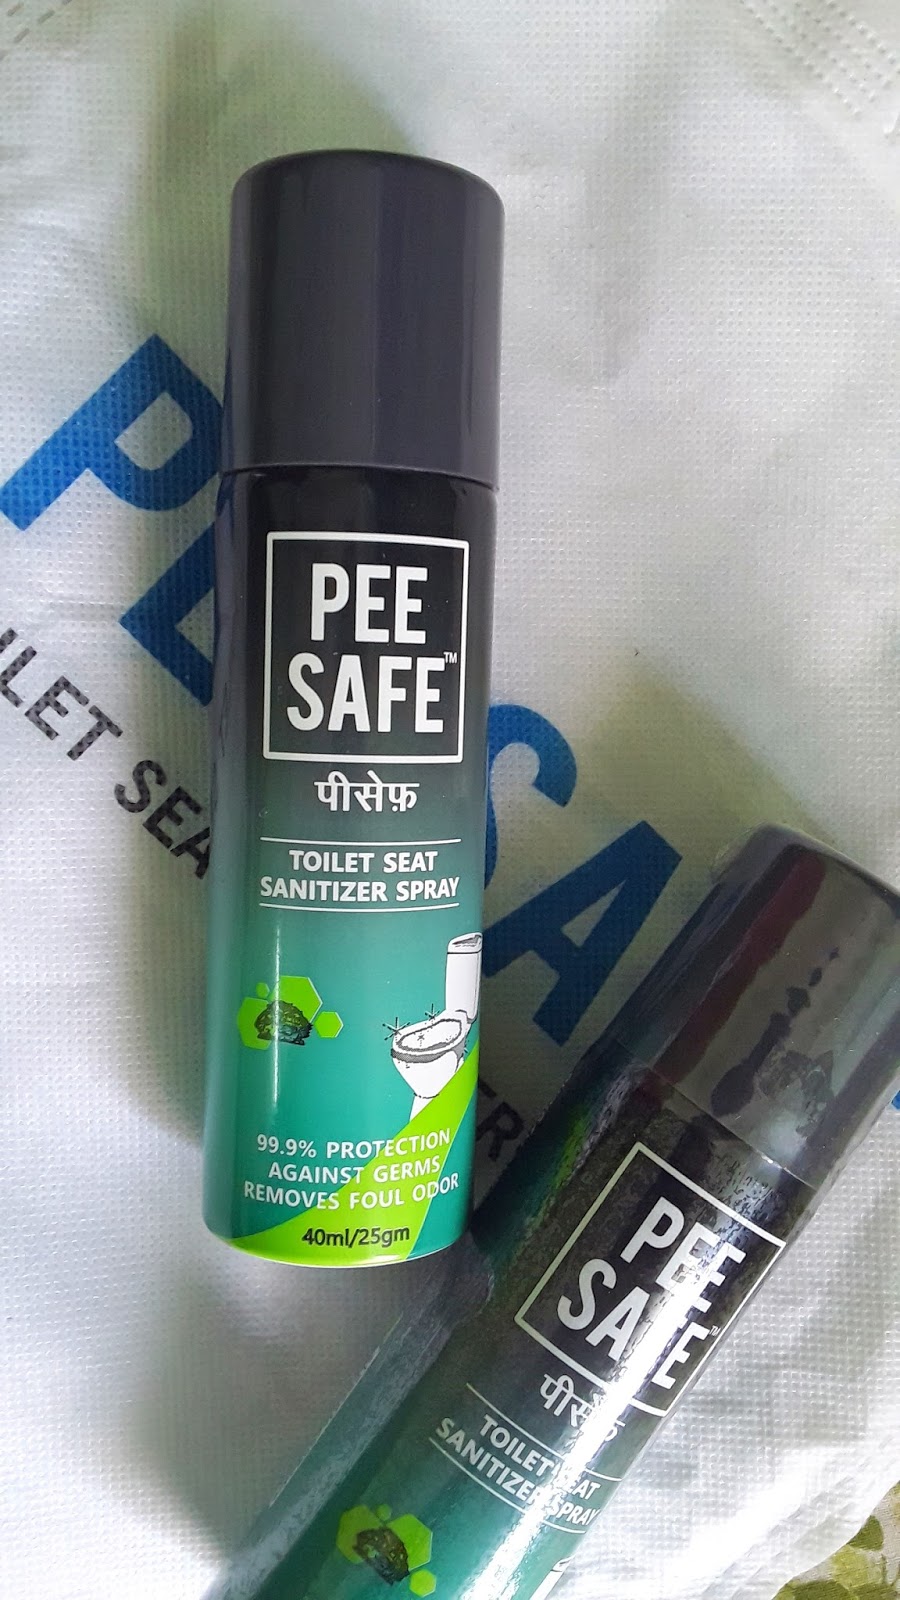 PEE
SAFE™
पीसेफ़
TOILET SEAT
SANITIZER SPRAY
99.9% PROTECTION
AGAINST GERMS
REMOVES FOUL ODOR
40ml/25gm
PEE
SAFE™
पीसेफ़
TOILET SEAT
SANITIZER SPRAY